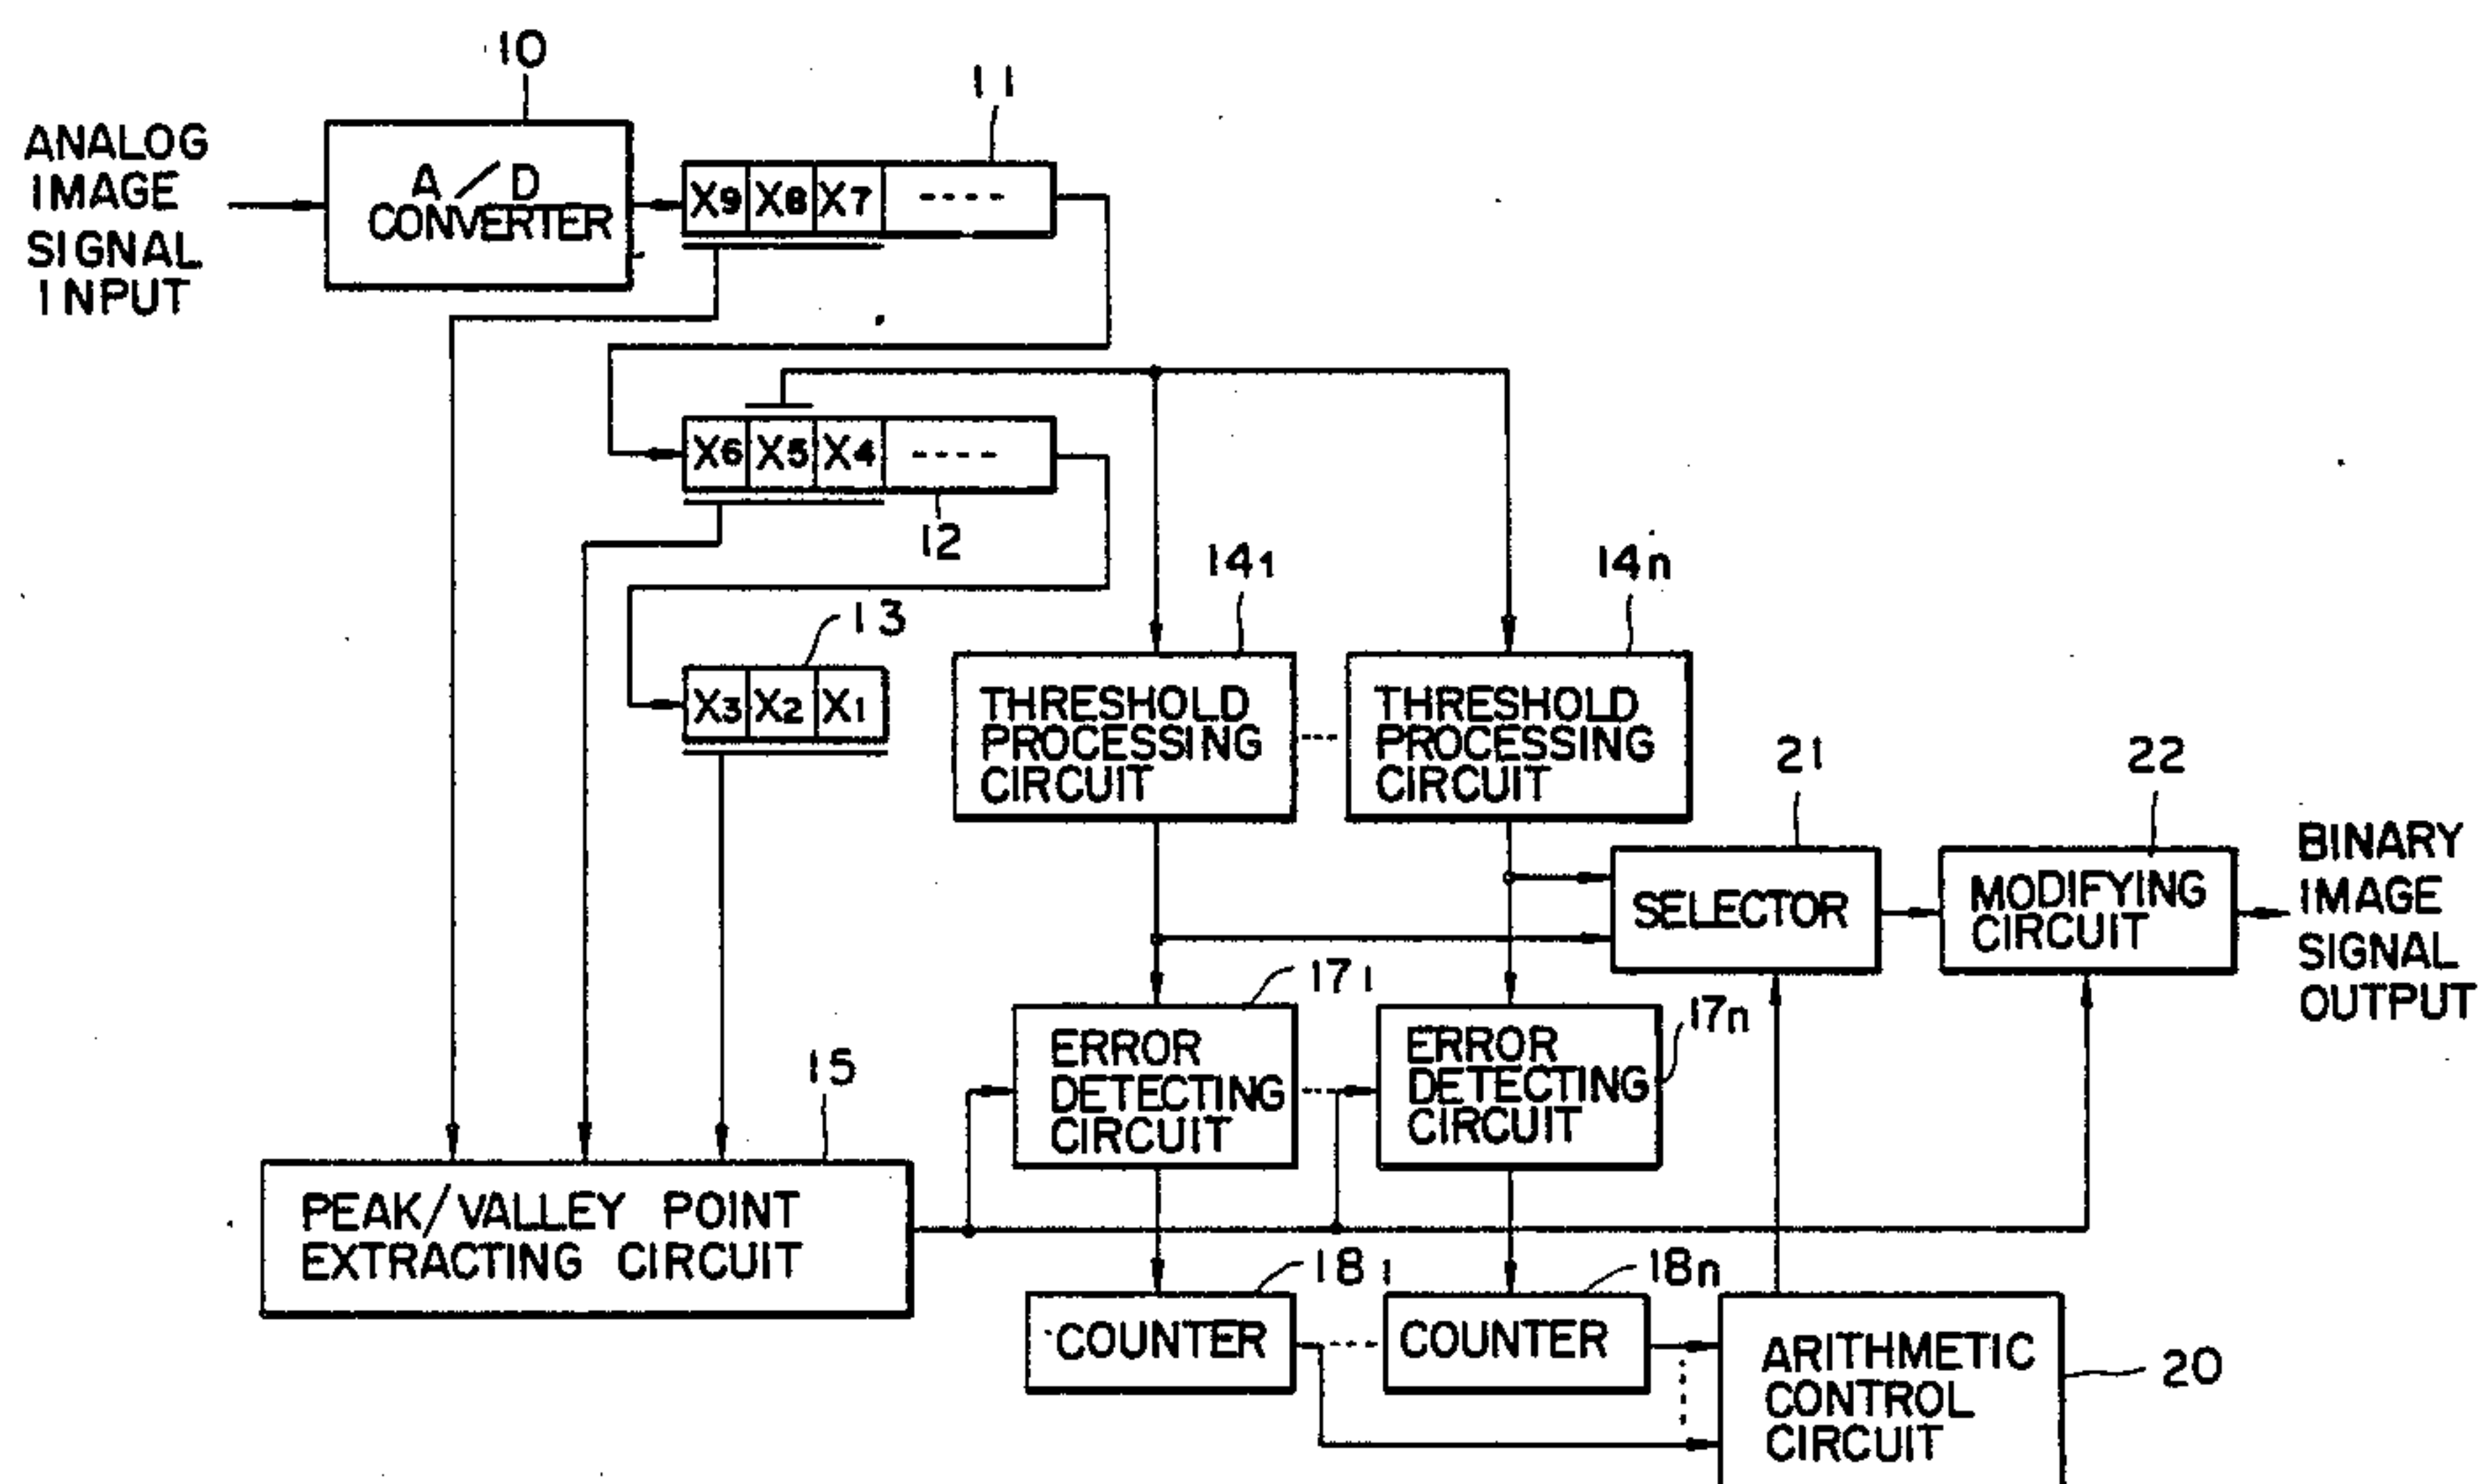 10
11
ANALOG
IMAGE
SIGNAL
INPUT
A/D
CONVERTER
X9 X8 X7 ----
X6 X5 X4 ----
12
13
X3 X2 X1
141
14n
THRESHOLD
PROCESSING
CIRCUIT
THRESHOLD
PROCESSING
CIRCUIT
21
22
SELECTOR
MODIFYING
CIRCUIT
BINARY
IMAGE
SIGNAL
OUTPUT
171
17n
ERROR
DETECTING
CIRCUIT
ERROR
DETECTING
CIRCUIT
15
PEAK/VALLEY POINT
EXTRACTING CIRCUIT
181
18n
COUNTER
COUNTER
ARITHMETIC
CONTROL
CIRCUIT
20